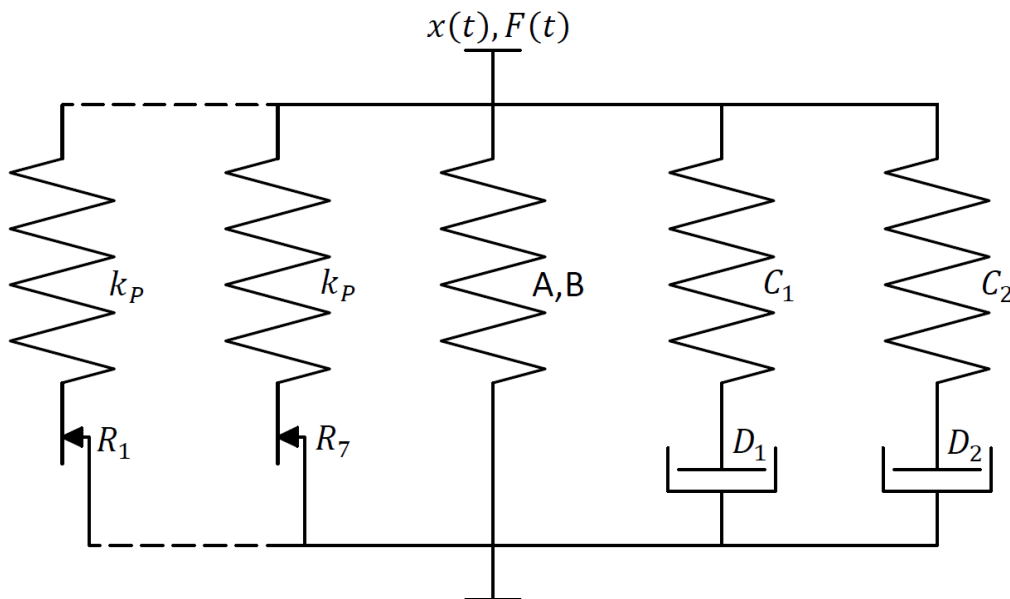 x(t), F(t)
k_P
k_P
A,B
C_1
C_2
R_1
R_7
D_1
D_2